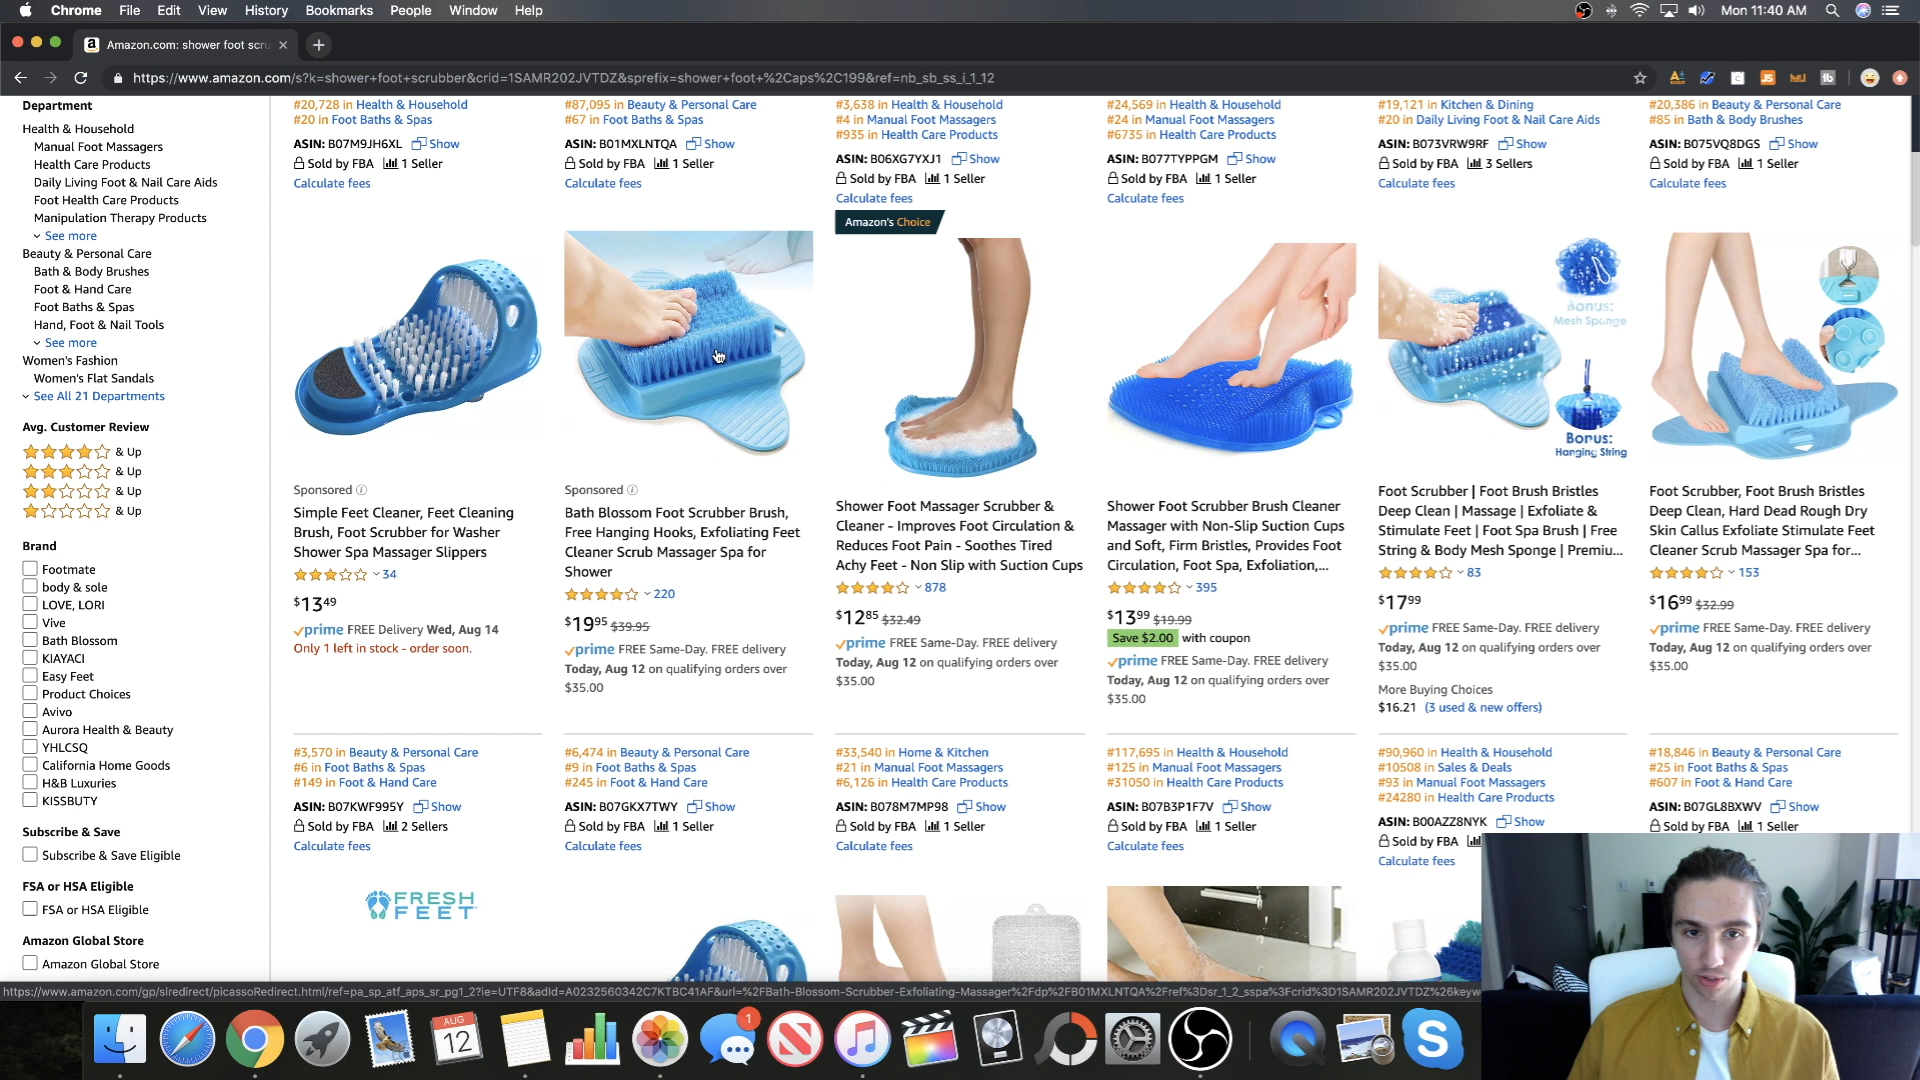 Chrome File Edit View History Bookmarks People Window Help
Mon 11:40 AM
Amazon.com: shower foot scru
https://www.amazon.com/s?k=shower+foot+scrubber&crid=1SAMR202JVTDZ&sprefix=shower+foot+%2Caps%2C199&ref=nb_sb_ss_i_1_12
Department
Health & Household
Manual Foot Massagers
Health Care Products
Daily Living Foot & Nail Care Aids
Foot Health Care Products
Manipulation Therapy Products
See more
Beauty & Personal Care
Bath & Body Brushes
Foot & Hand Care
Foot Baths & Spas
Hand, Foot & Nail Tools
See more
Women's Fashion
Women's Flat Sandals
See All 21 Departments
Avg. Customer Review
& Up
& Up
& Up
& Up
Brand
Footmate
body & sole
LOVE, LORI
Vive
Bath Blossom
KIAYACI
Easy Feet
Product Choices
Avivo
Aurora Health & Beauty
YHLCSQ
California Home Goods
H&B Luxuries
KISSBUTY
Subscribe & Save
Subscribe & Save Eligible
FSA or HSA Eligible
FSA or HSA Eligible
Amazon Global Store
Amazon Global Store
#20,728 in Health & Household
#20 in Foot Baths & Spas
ASIN: B07M9JH6XL Show
Sold by FBA 1 Seller
Calculate fees
#87,095 in Beauty & Personal Care
#67 in Foot Baths & Spas
ASIN: B01MXLNTQA Show
Sold by FBA 1 Seller
Calculate fees
#3,638 in Health & Household
#4 in Manual Foot Massagers
#935 in Health Care Products
ASIN: B06XG7YXJ1 Show
Sold by FBA 1 Seller
Calculate fees
#24,569 in Health & Household
#24 in Manual Foot Massagers
#6735 in Health Care Products
ASIN: B077TYPPGM Show
Sold by FBA 1 Seller
Calculate fees
#19,121 in Kitchen & Dining
#20 in Daily Living Foot & Nail Care Aids
ASIN: B073VRW9RF Show
Sold by FBA 3 Sellers
Calculate fees
#20,386 in Beauty & Personal Care
#85 in Bath & Body Brushes
ASIN: B075VQ8DGS Show
Sold by FBA 1 Seller
Calculate fees
Sponsored
Simple Feet Cleaner, Feet Cleaning
Brush, Foot Scrubber for Washer
Shower Spa Massager Slippers
34
$13 49
prime FREE Delivery Wed, Aug 14
Only 1 left in stock - order soon.
Sponsored
Bath Blossom Foot Scrubber Brush,
Free Hanging Hooks, Exfoliating Feet
Cleaner Scrub Massager Spa for
Shower
220
$19 95 $39.95
prime FREE Same-Day. FREE delivery
Today, Aug 12 on qualifying orders over
$35.00
Amazon's Choice
Shower Foot Massager Scrubber &
Cleaner - Improves Foot Circulation &
Reduces Foot Pain - Soothes Tired
Achy Feet - Non Slip with Suction Cups
878
$12 85 $32.49
prime FREE Same-Day. FREE delivery
Today, Aug 12 on qualifying orders over
$35.00
Shower Foot Scrubber Brush Cleaner
Massager with Non-Slip Suction Cups
and Soft, Firm Bristles, Provides Foot
Circulation, Foot Spa, Exfoliation,...
395
$13 99 $19.99
Save $2.00 with coupon
prime FREE Same-Day. FREE delivery
Today, Aug 12 on qualifying orders over
$35.00
Bonus:
Mesh Sponge
Bonus:
Hanging String
Foot Scrubber | Foot Brush Bristles
Deep Clean | Massage | Exfoliate &
Stimulate Feet | Foot Spa Brush | Free
String & Body Mesh Sponge | Premiu...
83
$17 99
prime FREE Same-Day. FREE delivery
Today, Aug 12 on qualifying orders over
$35.00
More Buying Choices
$16.21 (3 used & new offers)
Foot Scrubber, Foot Brush Bristles
Deep Clean, Hard Dead Rough Dry
Skin Callus Exfoliate Stimulate Feet
Cleaner Scrub Massager Spa for...
153
$16 99 $32.99
prime FREE Same-Day. FREE delivery
Today, Aug 12 on qualifying orders over
$35.00
#3,570 in Beauty & Personal Care
#6 in Foot Baths & Spas
#149 in Foot & Hand Care
ASIN: B07KWF995Y Show
Sold by FBA 2 Sellers
Calculate fees
#6,474 in Beauty & Personal Care
#9 in Foot Baths & Spas
#245 in Foot & Hand Care
ASIN: B07GKX7TWY Show
Sold by FBA 1 Seller
Calculate fees
#33,540 in Home & Kitchen
#21 in Manual Foot Massagers
#6,126 in Health Care Products
ASIN: B078M7MP98 Show
Sold by FBA 1 Seller
Calculate fees
#117,695 in Health & Household
#125 in Manual Foot Massagers
#31050 in Health Care Products
ASIN: B07B3P1F7V Show
Sold by FBA 1 Seller
Calculate fees
#90,960 in Health & Household
#10508 in Sales & Deals
#93 in Manual Foot Massagers
#24280 in Health Care Products
ASIN: B00AZZ8NYK Show
Sold by FBA
Calculate fees
#18,846 in Beauty & Personal Care
#25 in Foot Baths & Spas
#607 in Foot & Hand Care
ASIN: B07GL8BXWV Show
Sold by FBA 1 Seller
FRESH
FEET
https://www.amazon.com/gp/slredirect/picassoRedirect.html/ref=pa_sp_atf_aps_sr_pg1_2?ie=UTF8&adId=A0232560342C7KTBC41AF&url=%2FBath-Blossom-Scrubber-Exfoliating-Massager%2Fdp%2FB01MXLNTQA%2Fref%3Dsr_1_2_sspa%3Fcrid%3D1SAMR202JVTDZ%26keyw
AUG
12
1